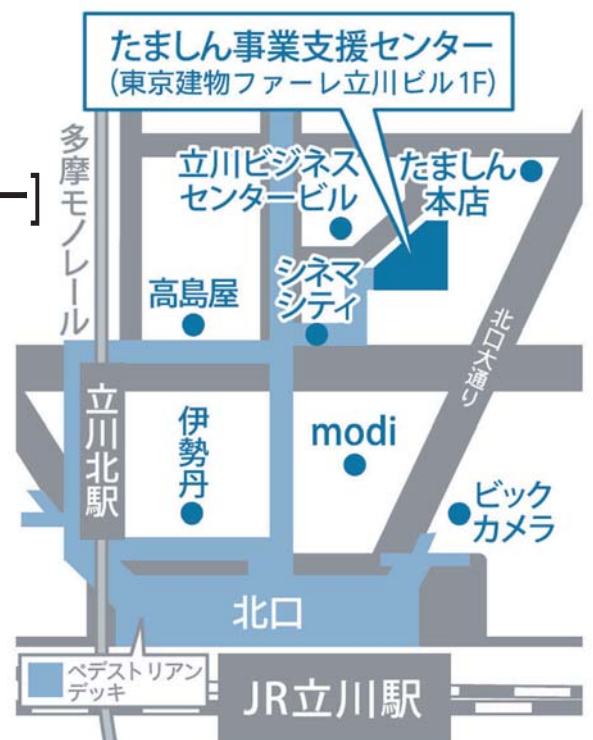 たましん事業支援センター
(東京建物ファーレ立川ビル1F)
多摩モノレール
立川ビジネス
センタービル
たましん
本店
高島屋
シネマ
シティ
北口大通り
立川北駅
伊勢丹
modi
ビック
カメラ
北口
ペデストリアン
デッキ
JR立川駅